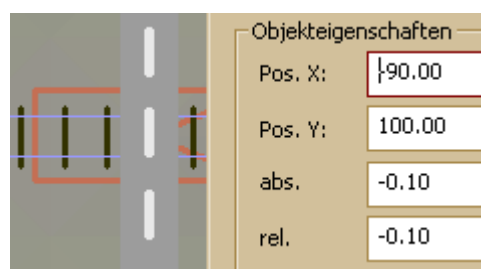 Objekteigenschaften
Pos. X: -90.00
Pos. Y: 100.00
abs. -0.10
rel. -0.10